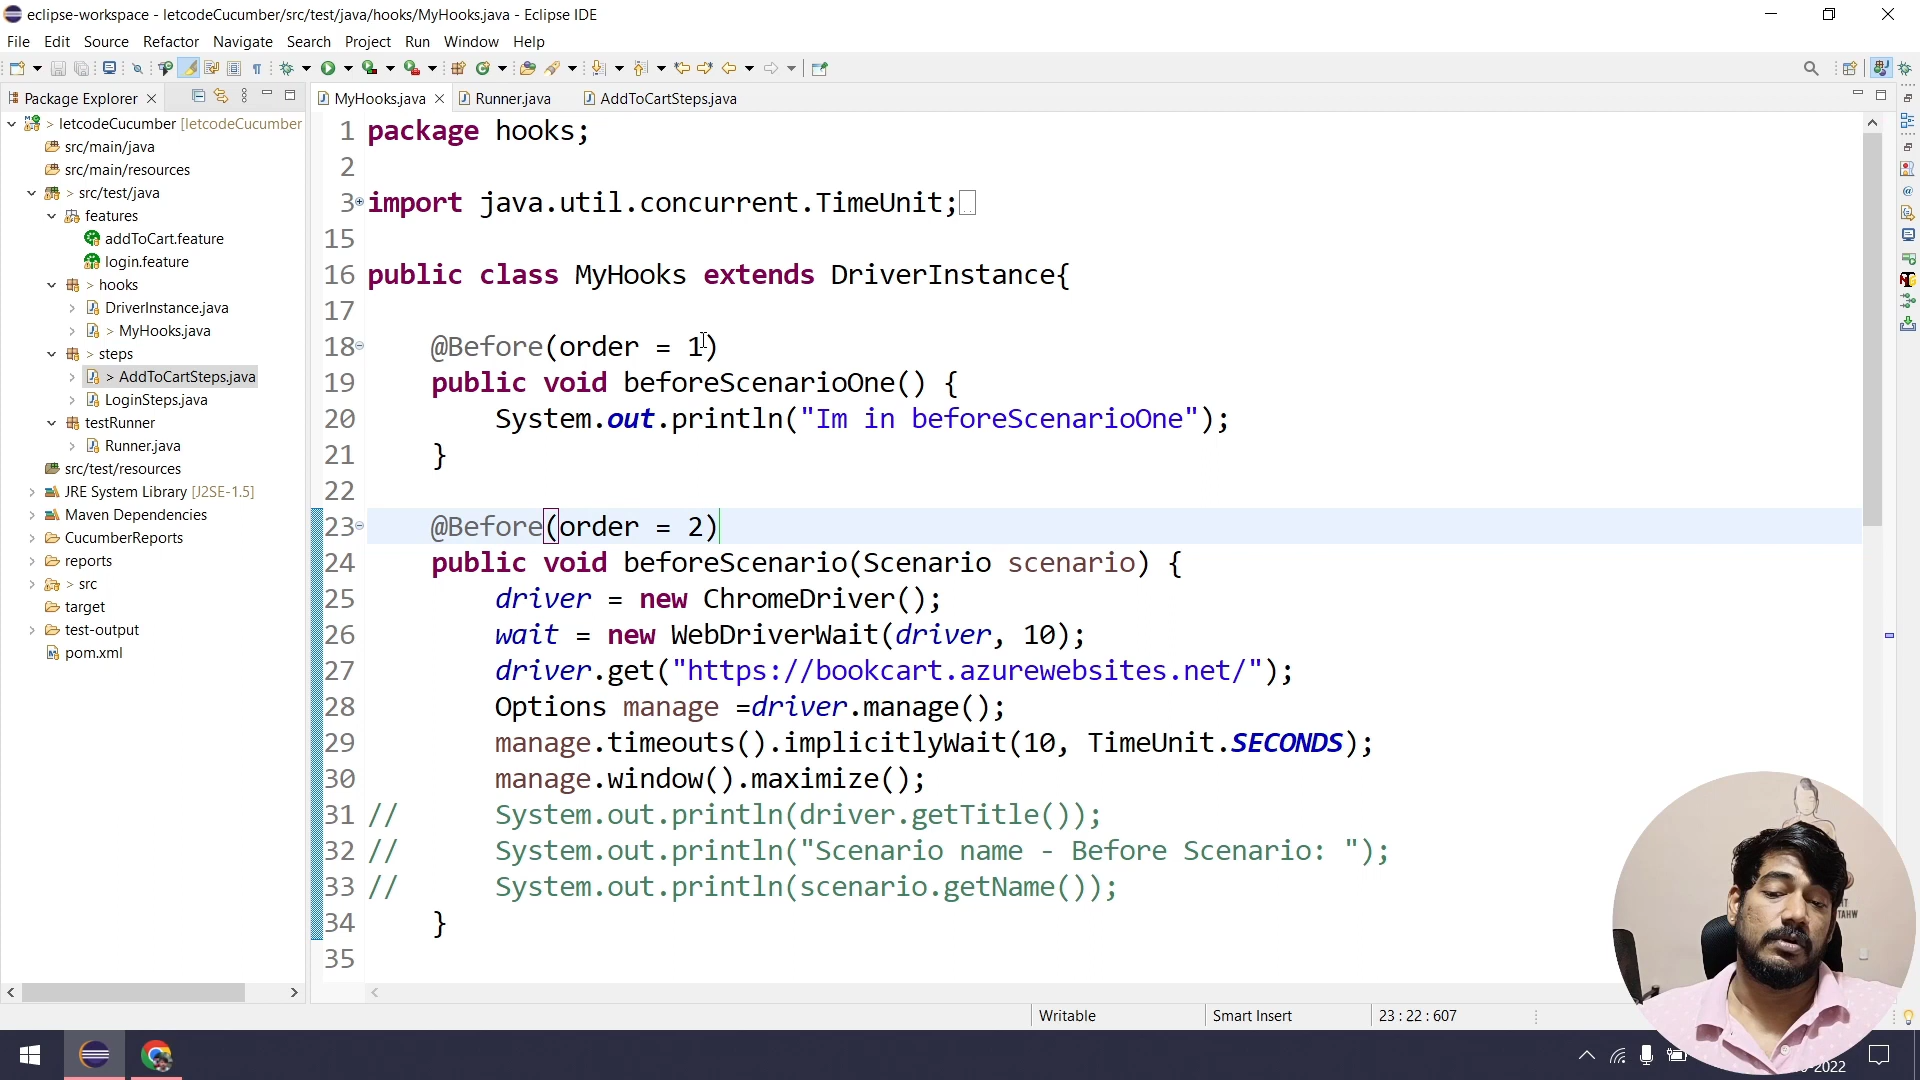 eclipse-workspace - letcodeCucumber/src/test/java/hooks/MyHooks.java - Eclipse IDE
File Edit Source Refactor Navigate Search Project Run Window Help
Package Explorer
MyHooks.java Runner.java AddToCartSteps.java
> letcodeCucumber [letcodeCucumber
src/main/java
src/main/resources
> src/test/java
features
addToCart.feature
login.feature
> hooks
DriverInstance.java
> MyHooks.java
> steps
> AddToCartSteps.java
LoginSteps.java
testRunner
Runner.java
src/test/resources
JRE System Library [J2SE-1.5]
Maven Dependencies
CucumberReports
reports
> src
target
test-output
pom.xml
1 package hooks;
2
3 import java.util.concurrent.TimeUnit;
15
16 public class MyHooks extends DriverInstance{
17
18 @Before(order = 1)
19 public void beforeScenarioOne() {
20 System.out.println("Im in beforeScenarioOne");
21 }
22
23 @Before(order = 2)
24 public void beforeScenario(Scenario scenario) {
25 driver = new ChromeDriver();
26 wait = new WebDriverWait(driver, 10);
27 driver.get("https://bookcart.azurewebsites.net/");
28 Options manage =driver.manage();
29 manage.timeouts().implicitlyWait(10, TimeUnit.SECONDS);
30 manage.window().maximize();
31 // System.out.println(driver.getTitle());
32 // System.out.println("Scenario name - Before Scenario: ");
33 // System.out.println(scenario.getName());
34 }
35
Writable Smart Insert 23 : 22 : 607